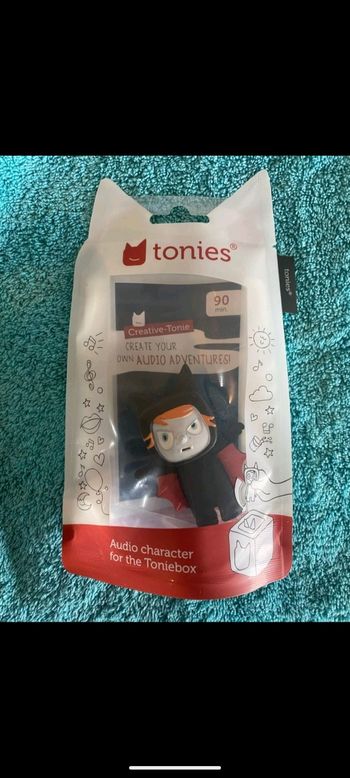 tonies®
tonies®
90
min.
Creative-Tonie
CREATE YOUR
OWN AUDIO ADVENTURES!
Audio character
for the Toniebox